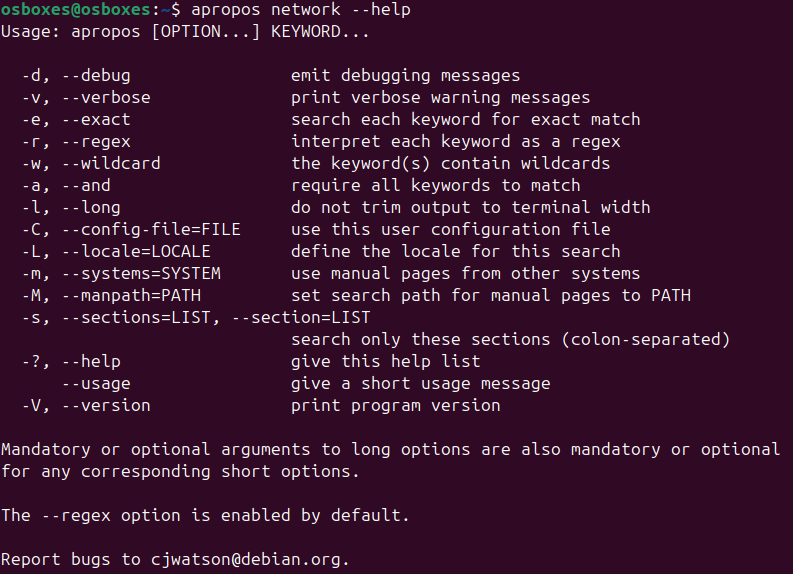 osboxes@osboxes:~$ apropos network --help
Usage: apropos [OPTION...] KEYWORD...

  -d, --debug                emit debugging messages
  -v, --verbose              print verbose warning messages
  -e, --exact                search each keyword for exact match
  -r, --regex                interpret each keyword as a regex
  -w, --wildcard             the keyword(s) contain wildcards
  -a, --and                  require all keywords to match
  -l, --long                 do not trim output to terminal width
  -C, --config-file=FILE     use this user configuration file
  -L, --locale=LOCALE        define the locale for this search
  -m, --systems=SYSTEM       use manual pages from other systems
  -M, --manpath=PATH         set search path for manual pages to PATH
  -s, --sections=LIST, --section=LIST
                             search only these sections (colon-separated)
  -?, --help                 give this help list
      --usage                give a short usage message
  -V, --version              print program version

Mandatory or optional arguments to long options are also mandatory or optional
for any corresponding short options.

The --regex option is enabled by default.

Report bugs to cjwatson@debian.org.